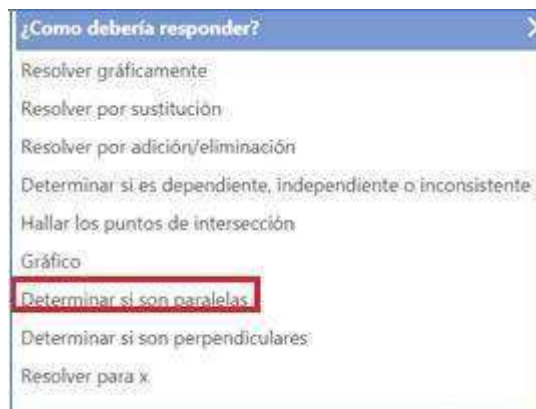 ¿Como debería responder?
Resolver gráficamente
Resolver por sustitución
Resolver por adición/eliminación
Determinar si es dependiente, independiente o inconsistente
Hallar los puntos de intersección
Gráfico
Determinar si son paralelas
Determinar si son perpendiculares
Resolver para x